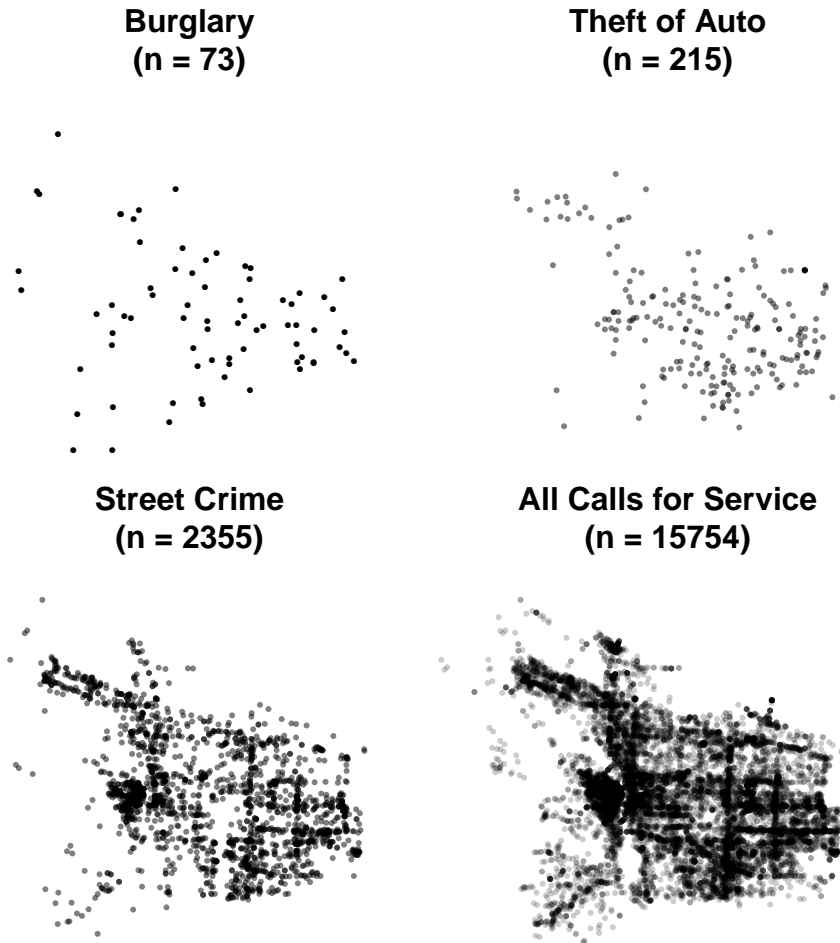 Burglary
(n = 73)
Theft of Auto
(n = 215)
Street Crime
(n = 2355)
All Calls for Service
(n = 15754)